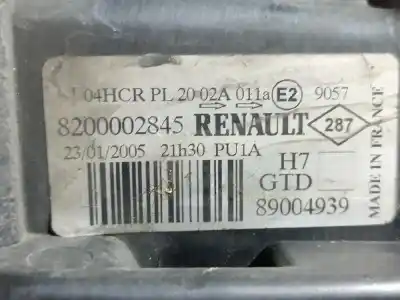 04HCR PL 20 02A 011a E2 9057
8200002845 RENAULT 287
23/01/2005 21h30 PU1A
H7
GTD
89004939
MADE IN FRANCE